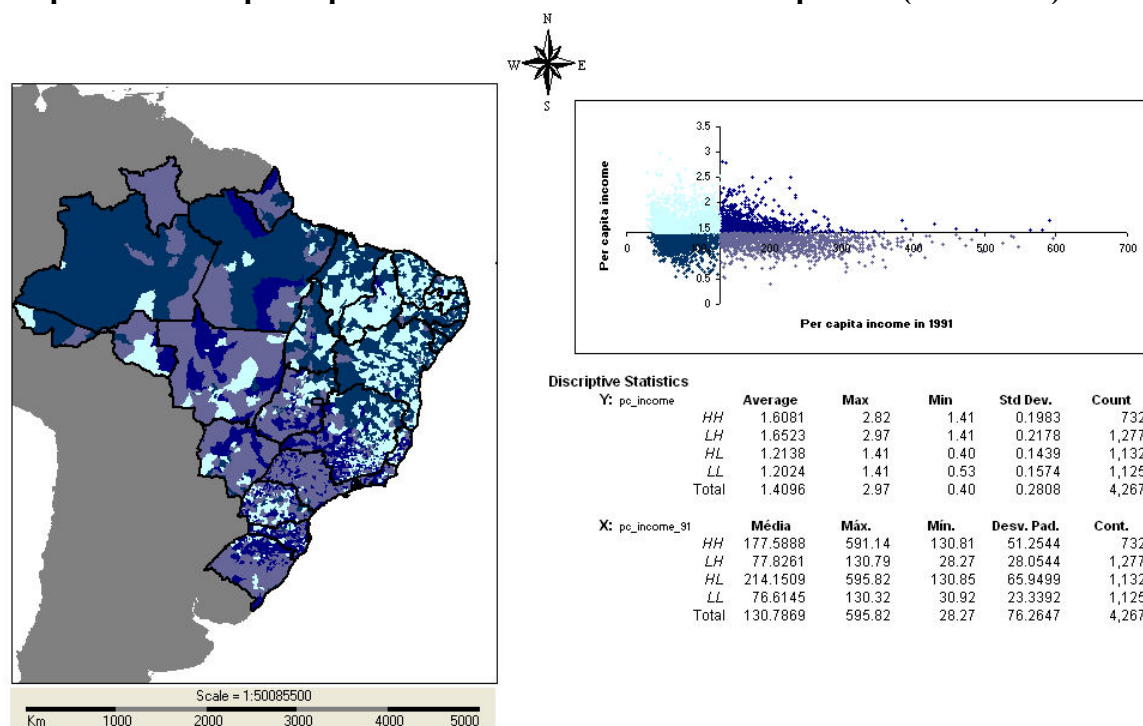 N
W E
S
3.5
3
2.5
2
1.5
0.5
0
0 200 300 400 500 600 700
Per capita income
Per capita income in 1991
Discriptive Statistics
Y: pc_income Average Max Min Std Dev. Count
HH 1.6081 2.82 1.41 0.1983 732
LH 1.6523 2.97 1.41 0.2178 1,277
HL 1.2138 1.41 0.40 0.1439 1,132
LL 1.2024 1.41 0.53 0.1574 1,125
Total 1.4096 2.97 0.40 0.2808 4,267
X: pc_income_91 Média Máx. Mín. Desv. Pad. Cont.
HH 177.5888 591.14 130.81 51.2544 732
LH 77.8261 130.79 28.27 28.0544 1,277
HL 214.1509 595.82 130.85 65.9499 1,132
LL 76.6145 130.32 30.92 23.3392 1,125
Total 130.7869 595.82 28.27 76.2647 4,267
Scale = 1:50085500
Km 1000 2000 3000 4000 5000